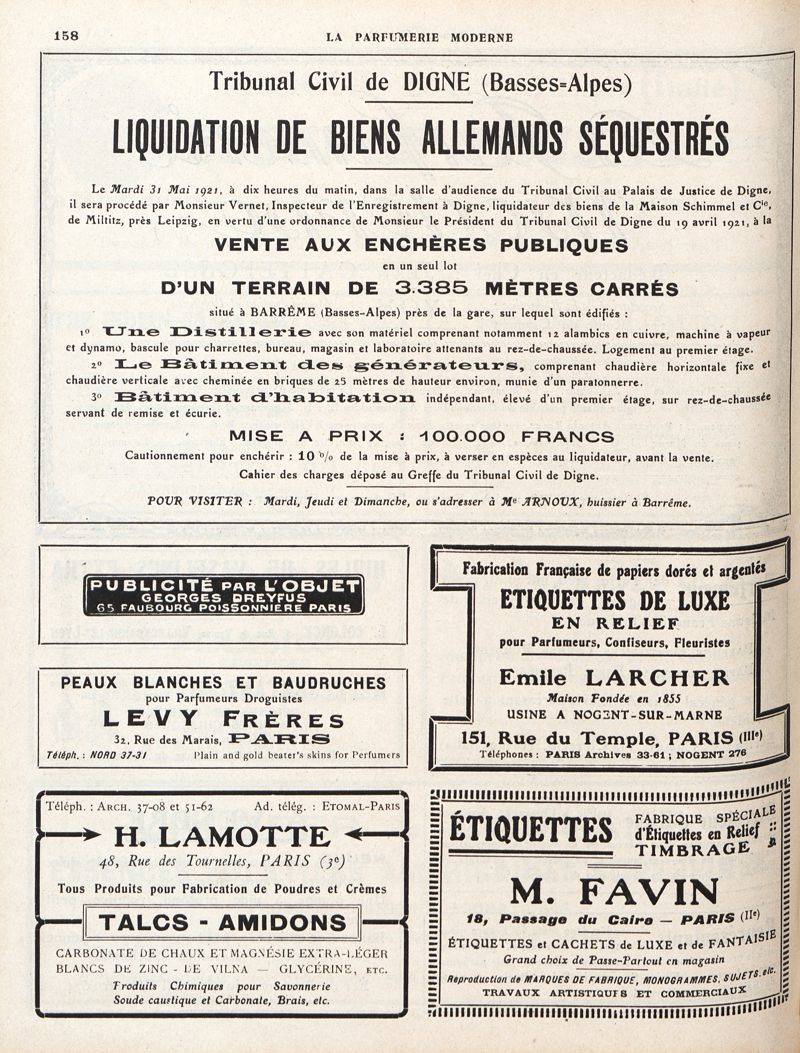 158
LA PARFUMERIE MODERNE
Tribunal Civil de DIGNE (Basses-Alpes)
LIQUIDATION DE BIENS ALLEMANDS SÉQUESTRÉS
Le Mardi 31 Mai 1921, à dix heures du matin, dans la salle d'audience du Tribunal Civil au Palais de Justice de Digne,
il sera procédé par Monsieur Vernet, Inspecteur de l'Enregistrement à Digne, liquidateur des biens de la Maison Schimmel et Cie,
de Miltitz, près Leipzig, en vertu d'une ordonnance de Monsieur le Président du Tribunal Civil de Digne du 19 avril 1921, à la
VENTE AUX ENCHÈRES PUBLIQUES
en un seul lot
D'UN TERRAIN DE 3.385 MÈTRES CARRÉS
situé à BARRÊME (Basses-Alpes) près de la gare, sur lequel sont édifiés :
1º Une Distillerie avec son matériel comprenant notamment 12 alambics en cuivre, machine à vapeur
et dynamo, bascule pour charrettes, bureau, magasin et laboratoire attenants au rez-de-chaussée. Logement au premier étage.
2º Le Bâtiment des générateurs, comprenant chaudière horizontale fixe et
chaudière verticale avec cheminée en briques de 25 mètres de hauteur environ, munie d'un paratonnerre.
3º Bâtiment d'habitation indépendant, élevé d'un premier étage, sur rez-de-chaussée
servant de remise et écurie.
MISE A PRIX : 100.000 FRANCS
Cautionnement pour enchérir : 10 % de la mise à prix, à verser en espèces au liquidateur, avant la vente.
Cahier des charges déposé au Greffe du Tribunal Civil de Digne.
POUR VISITER : Mardi, Jeudi et Dimanche, ou s'adresser à Me ARNOUX, huissier à Barrême.
PUBLICITÉ PAR L'OBJET
GEORGES DREYFUS
65 FAUBOURG POISSONNIÈRE PARIS
PEAUX BLANCHES ET BAUDRUCHES
pour Parfumeurs Droguistes
LEVY FRÈRES
32, Rue des Marais, PARIS
Téléph. : NORD 37-31 Plain and gold beater's skins for Perfumers
Fabrication Française de papiers dorés et argentés
ETIQUETTES DE LUXE
EN RELIEF
pour Parfumeurs, Confiseurs, Fleuristes
Emile LARCHER
Maison Fondée en 1855
USINE A NOGENT-SUR-MARNE
151, Rue du Temple, PARIS (IIIe)
Téléphones : PARIS Archives 33-61 ; NOGENT 276
Téléph. : ARCH. 37-08 et 51-62 Ad. télég. : ETOMAL-PARIS
H. LAMOTTE
48, Rue des Tournelles, PARIS (3e)
Tous Produits pour Fabrication de Poudres et Crèmes
TALCS - AMIDONS
CARBONATE DE CHAUX ET MAGNÉSIE EXTRA-LÉGER
BLANCS DE ZINC - DE VILNA — GLYCÉRINE, ETC.
Produits Chimiques pour Savonnerie
Soude caustique et Carbonate, Brais, etc.
ÉTIQUETTES
FABRIQUE SPÉCIALE
d'Étiquettes en Relief
TIMBRAGE
M. FAVIN
18, Passage du Caire — PARIS (IIe)
ÉTIQUETTES et CACHETS de LUXE et de FANTAISIE
Grand choix de Passe-Partout en magasin
Reproduction de MARQUES DE FABRIQUE, MONOGRAMMES, SUJETS, etc.
TRAVAUX ARTISTIQUES ET COMMERCIAUX